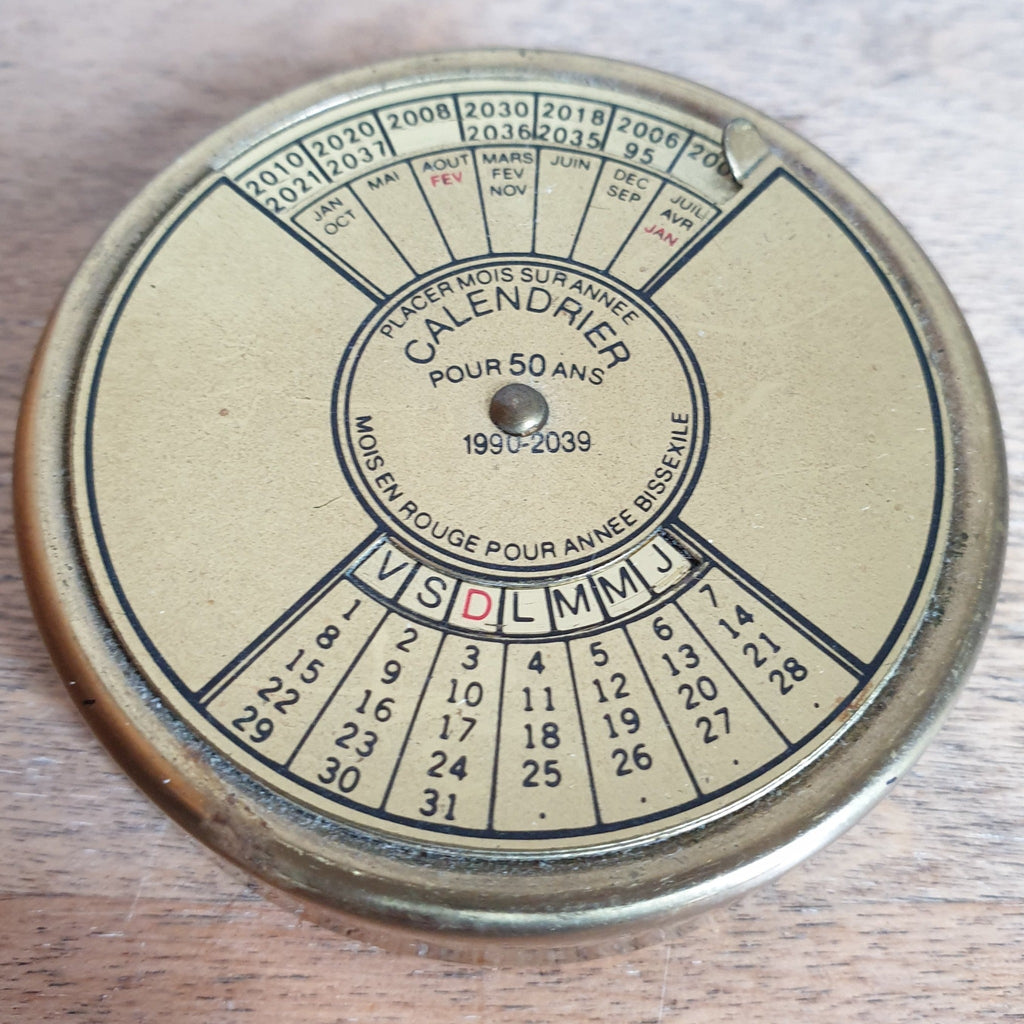 2010 2020 2008 2030 2018 2006
2021 2037 2036 2035 95
JAN MAI AOUT MARS JUIN DEC JUIL
OCT FEV FEV SEP AVR
NOV JAN
PLACER MOIS SUR ANNEE
CALENDRIER
POUR 50 ANS
1990-2039
MOIS EN ROUGE POUR ANNEE BISSEXILE
V S D L M M J
1 2 3 4 5 6 7
8 9 10 11 12 13 14
15 16 17 18 19 20 21
22 23 24 25 26 27 28
29 30 31 . . . .